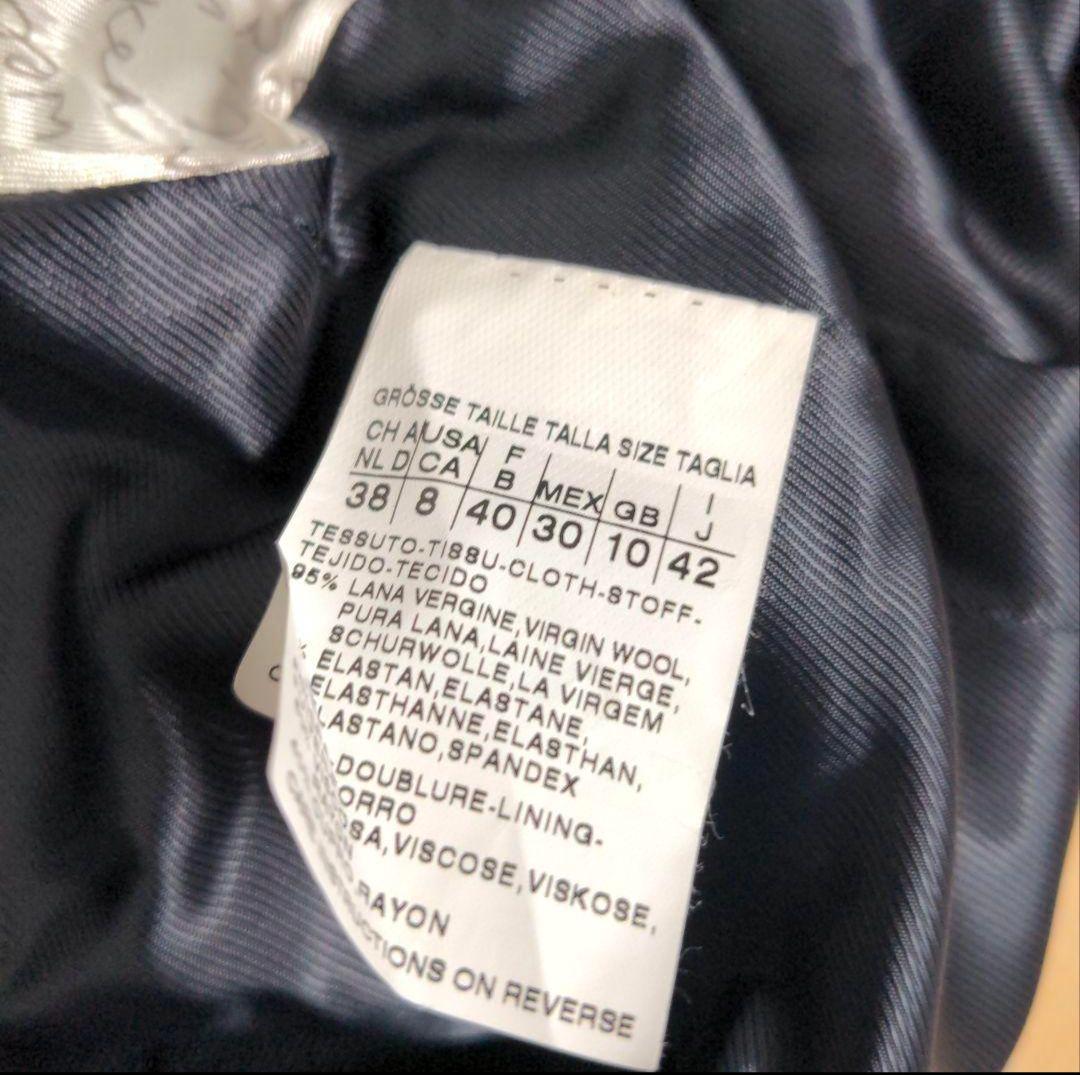 GRÖSSE TAILLE TALLA SIZE TAGLIA
CH A USA F MEX GB I
NL D CA B J
38 8 40 30 10 42
TESSUTO-TISSU-CLOTH-STOFF-
TEJIDO-TECIDO
95% LANA VERGINE,VIRGIN WOOL,
PURA LANA,LAINE VIERGE,
SCHURWOLLE,LA VIRGEM
% ELASTAN,ELASTANE,
ELASTHANNE,ELASTHAN,
LASTANO,SPANDEX
DOUBLURE-LINING-
ORRO
SA,VISCOSE,VISKOSE,
RAYON
CTIONS ON REVERSE